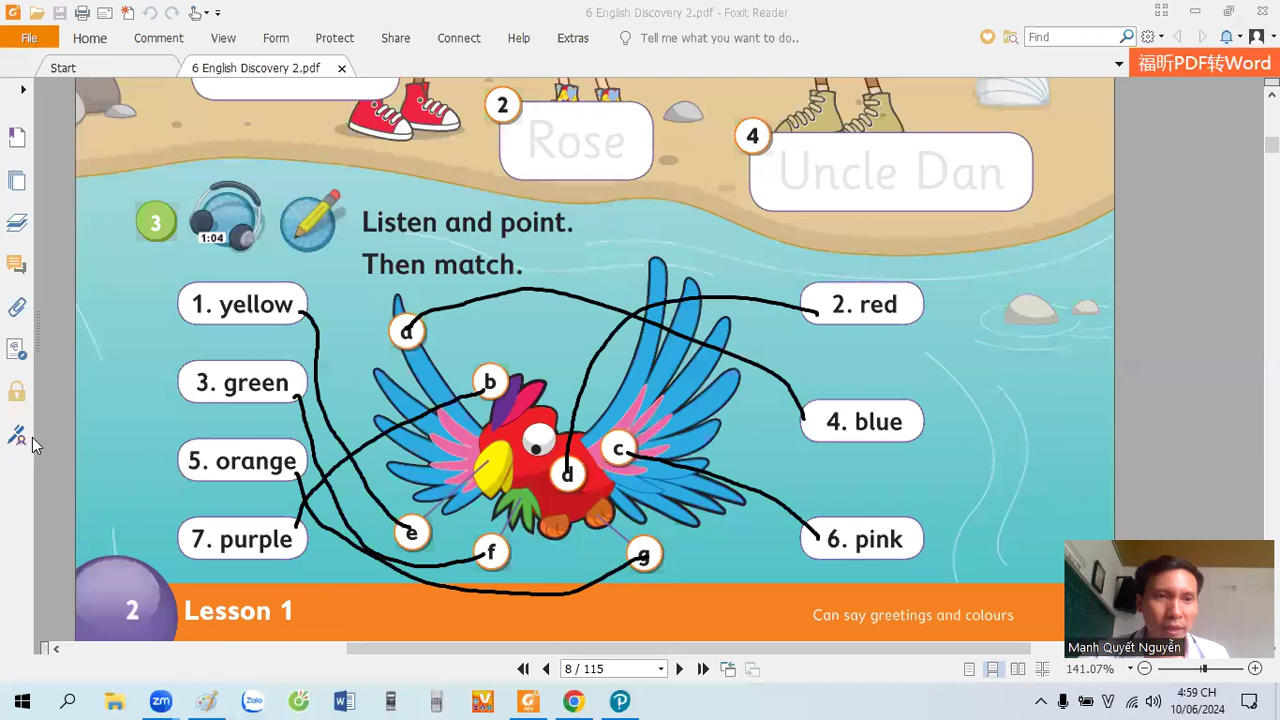 6 English Discovery 2.pdf - Foxit Reader
File Home Comment View Form Protect Share Connect Help Extras Tell me what you want to do.. Find
Start 6 English Discovery 2.pdf 福昕PDF转Word
2 Rose
4 Uncle Dan
3 1:04 Listen and point.
Then match.
1. yellow
2. red
a
3. green
b
4. blue
5. orange
c
d
7. purple
e
f
g
6. pink
2 Lesson 1
Can say greetings and colours
Mạnh Quyết Nguyễn
8 / 115
141.07%
4:59 CH
10/06/2024